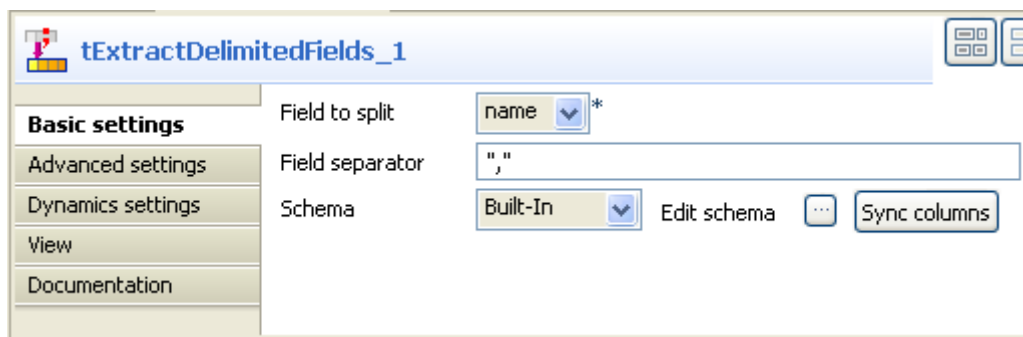 tExtractDelimitedFields_1
Basic settings
Advanced settings
Dynamics settings
View
Documentation
Field to split name *
Field separator ","
Schema Built-In Edit schema ... Sync columns